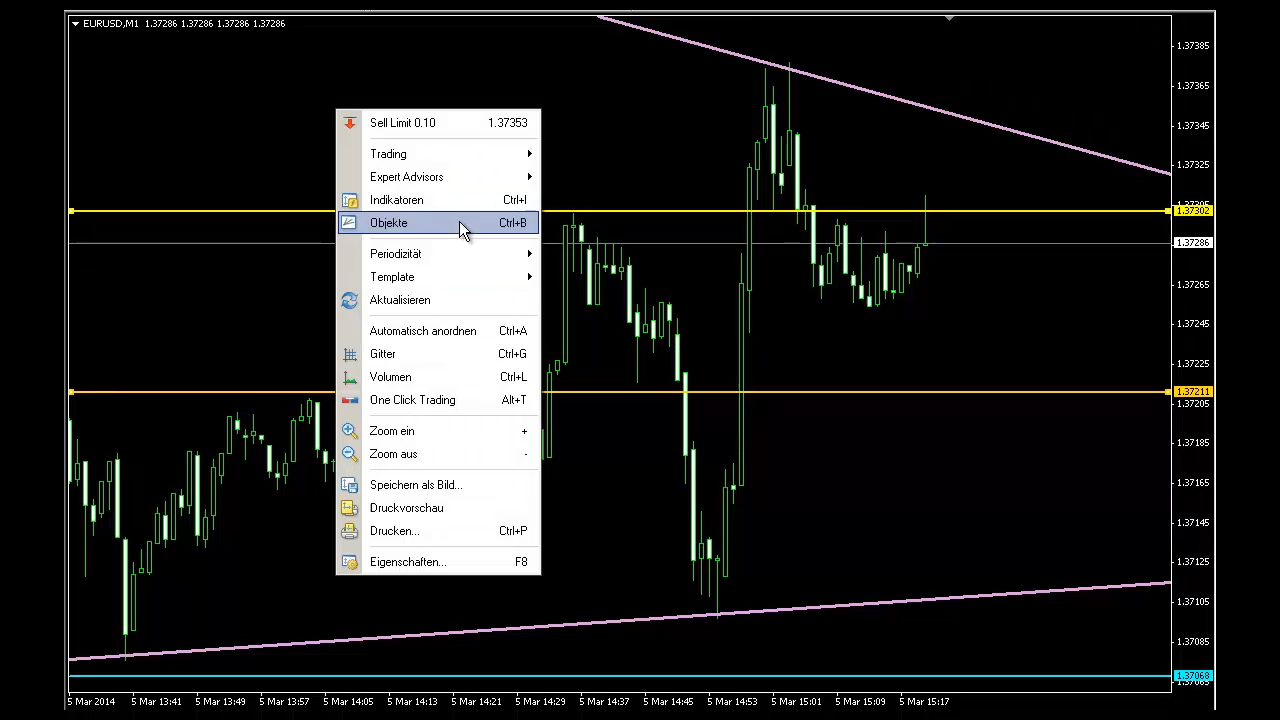 EURUSD,M1 1.37286 1.37286 1.37286 1.37286
Sell Limit 0.10 1.37353
Trading
Expert Advisors
Indikatoren Ctrl+I
Objekte Ctrl+B
Periodizität
Template
Aktualisieren
Automatisch anordnen Ctrl+A
Gitter Ctrl+G
Volumen Ctrl+L
One Click Trading Alt+T
Zoom ein +
Zoom aus -
Speichern als Bild...
Druckvorschau
Drucken... Ctrl+P
Eigenschaften... F8
1.37385
1.37365
1.37345
1.37325
1.37302
1.37286
1.37265
1.37245
1.37225
1.37211
1.37205
1.37185
1.37165
1.37145
1.37125
1.37105
1.37085
1.37068
5 Mar 2014 5 Mar 13:41 5 Mar 13:49 5 Mar 13:57 5 Mar 14:05 5 Mar 14:13 5 Mar 14:21 5 Mar 14:29 5 Mar 14:37 5 Mar 14:45 5 Mar 14:53 5 Mar 15:01 5 Mar 15:09 5 Mar 15:17